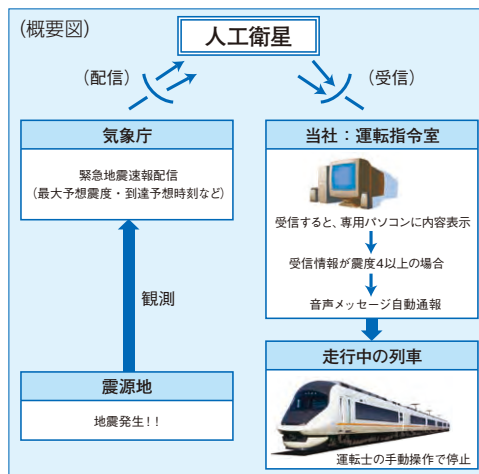 (概要図)
人工衛星
(配信)
(受信)
気象庁
緊急地震速報配信
(最大予想震度・到達予想時刻など)
観測
震源地
地震発生!!
当社:運転指令室
受信すると、専用パソコンに内容表示
受信情報が震度4以上の場合
音声メッセージ自動通報
走行中の列車
運転士の手動操作で停止